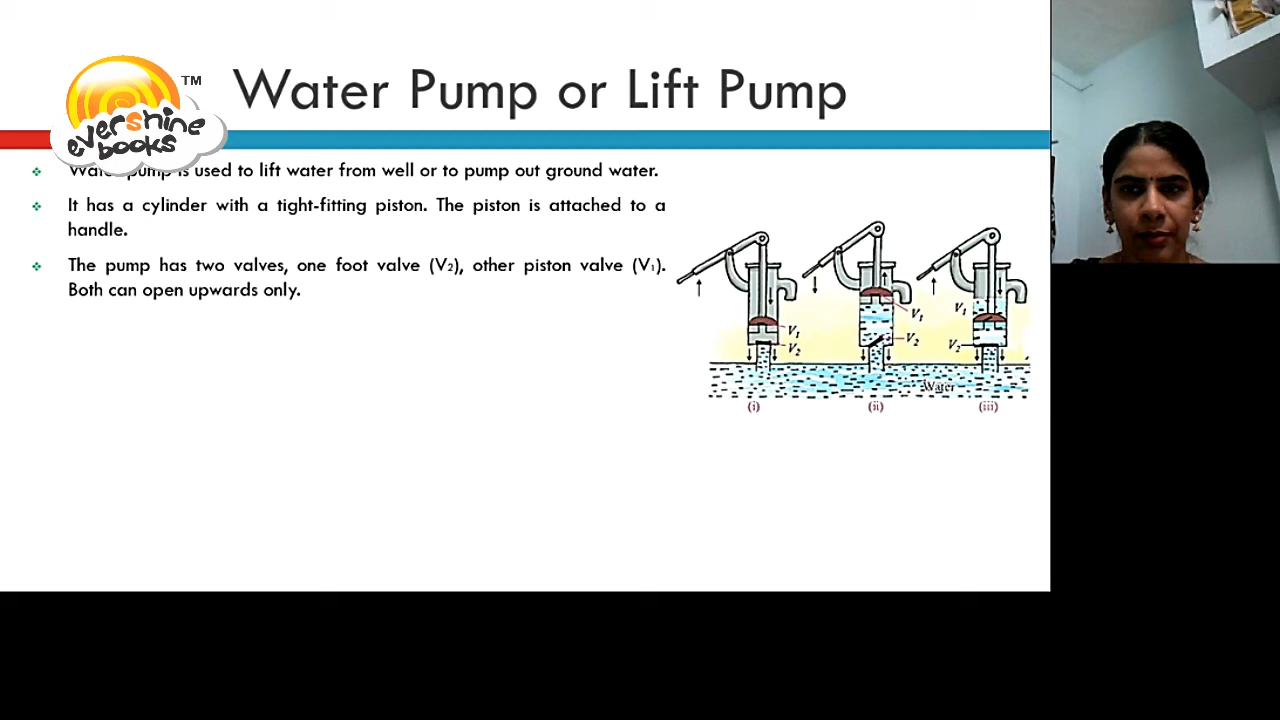 Water Pump or Lift Pump
TM
evershine
books
Water pump is used to lift water from well or to pump out ground water.
It has a cylinder with a tight-fitting piston. The piston is attached to a
handle.
The pump has two valves, one foot valve (V₂), other piston valve (V₁).
Both can open upwards only.
V₁
V₂
(i)
V₁
V₂
(ii)
V₁
V₂
Water
(iii)